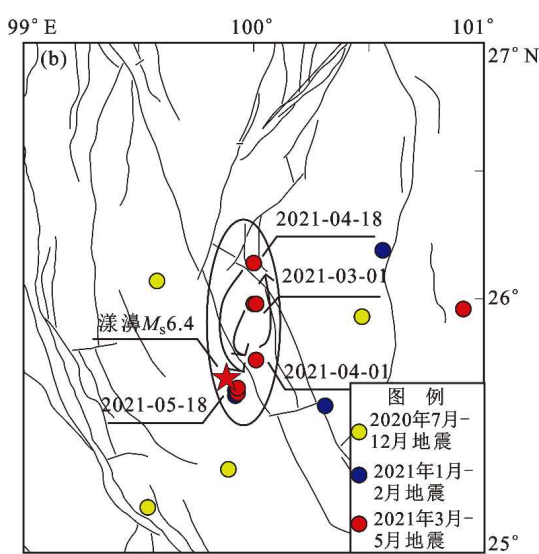 99° E
100°
101°
(b)
27° N
2021-04-18
2021-03-01
26°
漾濞Ms6.4
2021-04-01
2021-05-18
图 例
2020年7月-
12月地震
2021年1月-
2月地震
2021年3月-
5月地震
25°